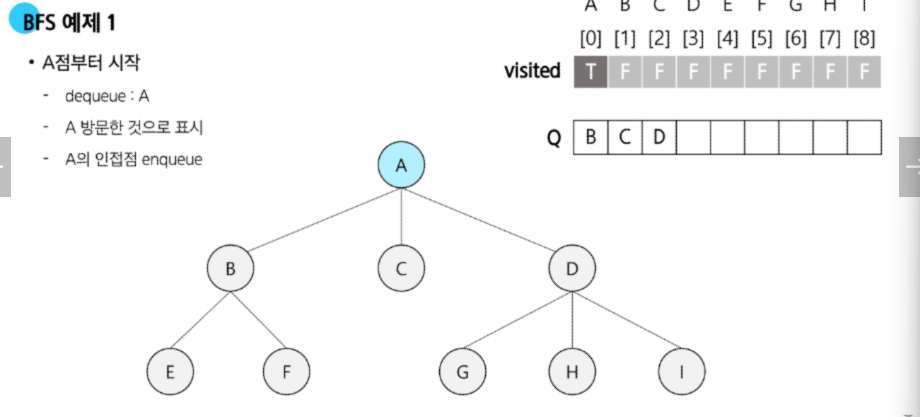 BFS 예제 1
A B C D E F G H I
[0] [1] [2] [3] [4] [5] [6] [7] [8]
visited T F F F F F F F F
Q B C D
• A점부터 시작
- dequeue : A
- A 방문한 것으로 표시
- A의 인접점 enqueue
A
B C D
E F G H I